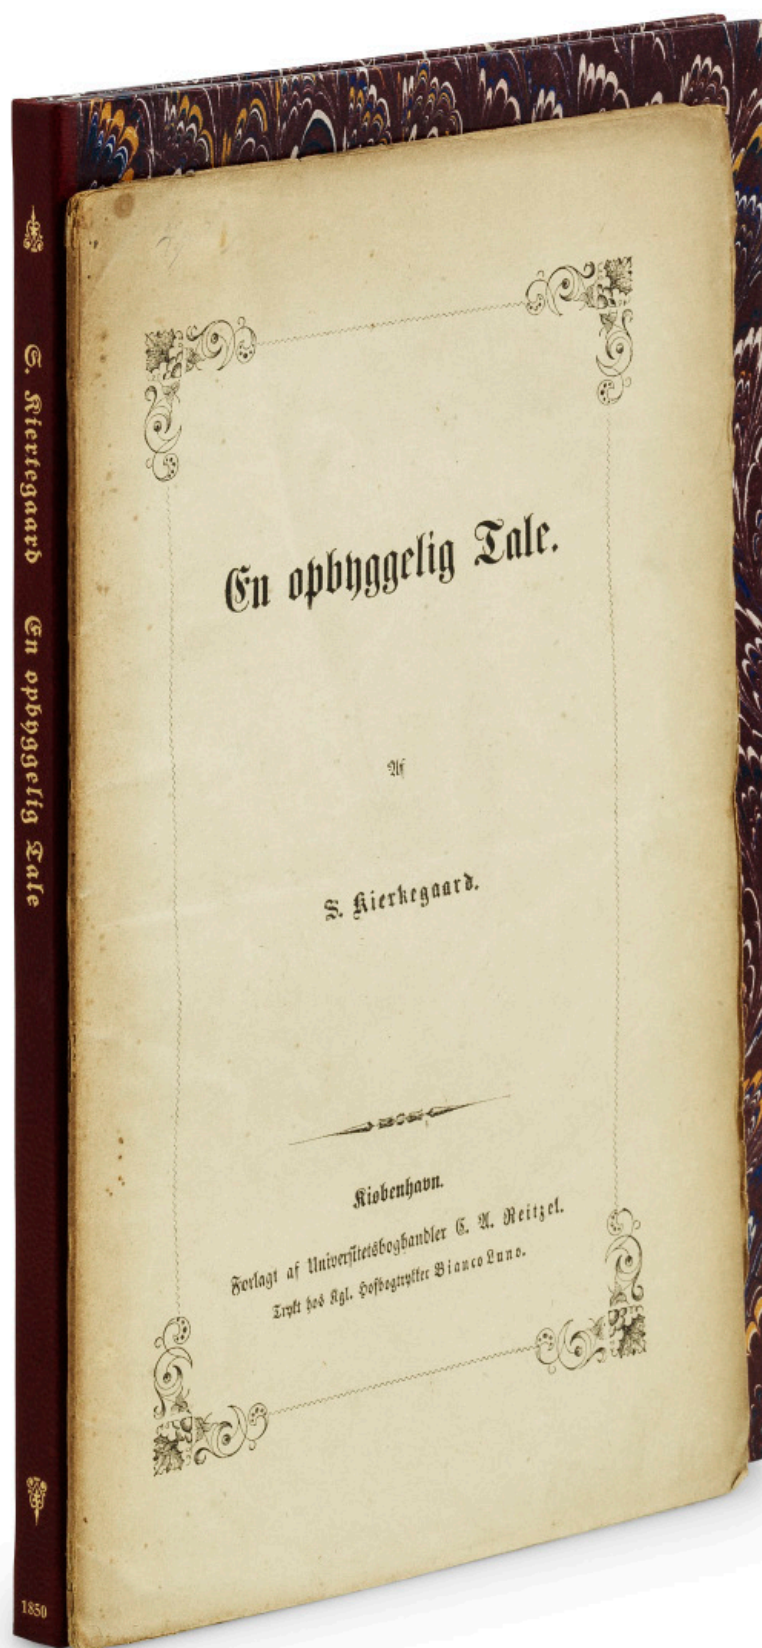 S. Kierkegaard En opbyggelig Tale
1850
En opbyggelig Tale.
Af
S. Kierkegaard.
Kiøbenhavn.
Forlagt af Universitetsboghandler C. A. Reitzel.
Trykt hos Kgl. Hofbogtrykker Bianco Luno.